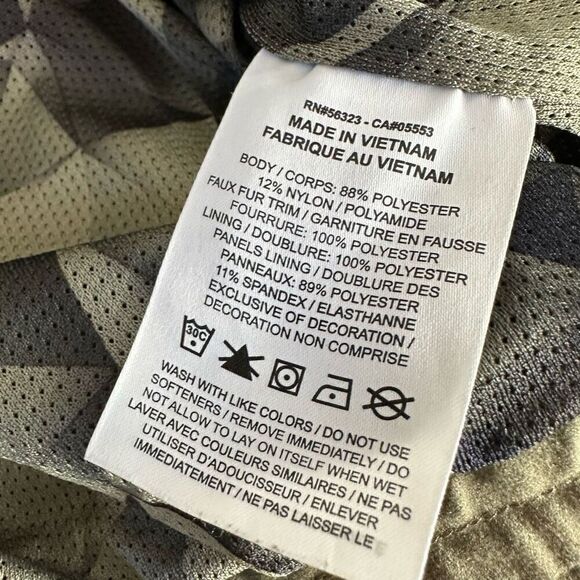 RN#56323 - CA#05553
MADE IN VIETNAM
FABRIQUE AU VIETNAM
BODY / CORPS: 88% POLYESTER
12% NYLON / POLYAMIDE
FAUX FUR TRIM / GARNITURE EN FAUSSE
FOURRURE: 100% POLYESTER
LINING / DOUBLURE: 100% POLYESTER
PANELS LINING / DOUBLURE DES
PANNEAUX: 89% POLYESTER
11% SPANDEX / ELASTHANNE
EXCLUSIVE OF DECORATION /
DECORATION NON COMPRISE
30C
WASH WITH LIKE COLORS / DO NOT USE
SOFTENERS / REMOVE IMMEDIATELY / DO
NOT ALLOW TO LAY ON ITSELF WHEN WET
LAVER AVEC COULEURS SIMILAIRES / NE PAS
UTILISER D'ADOUCISSEUR / ENLEVER
IMMEDIATEMENT / NE PAS LAISSER LE